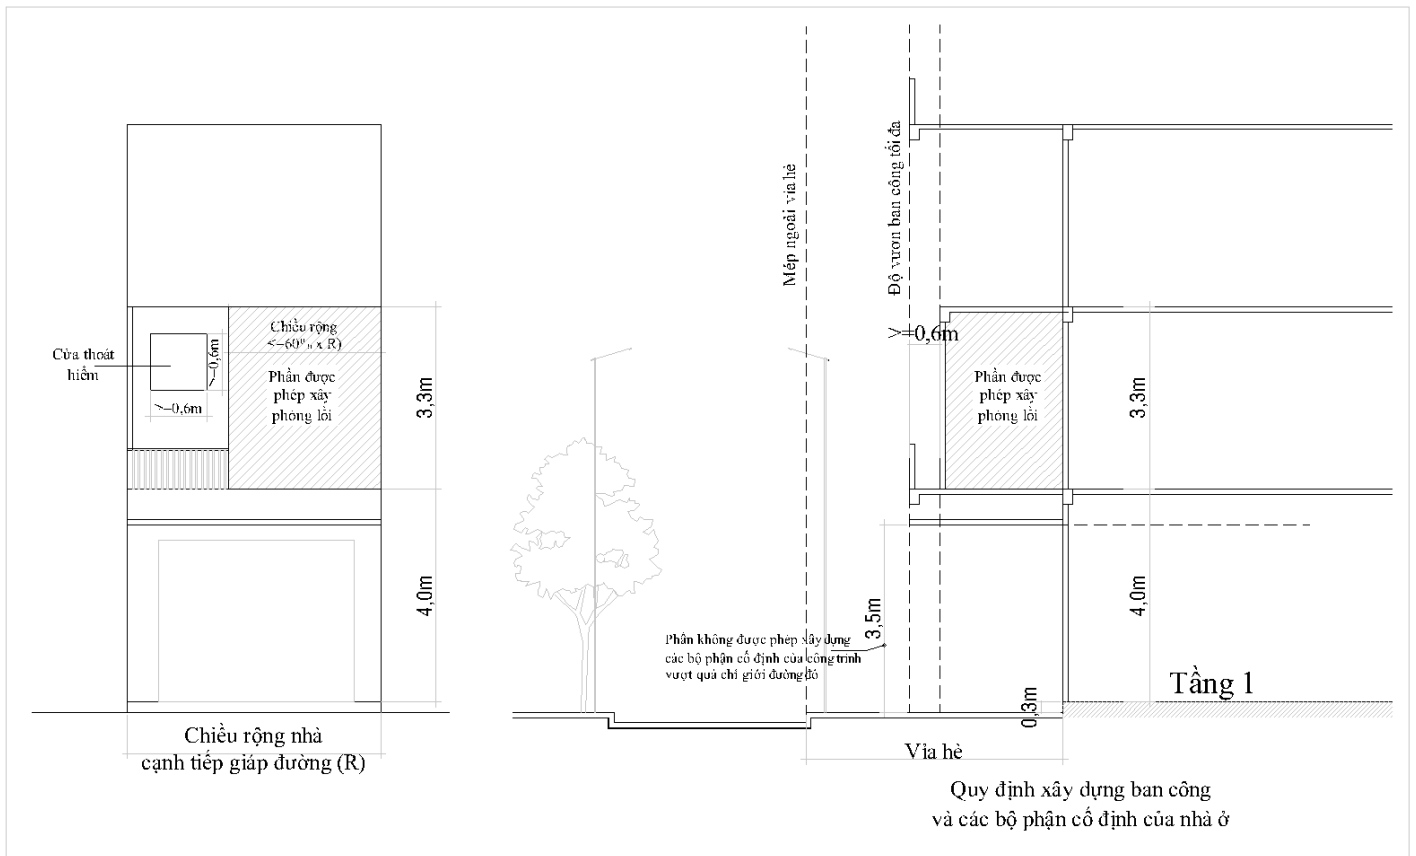 Cửa thoát
hiểm
Chiều rộng
<=60% x R)
>=0,6m
>=0,6m
Phần được
phép xây
phòng lồi
3,3m
4,0m
Chiều rộng nhà
cạnh tiếp giáp đường (R)
Mép ngoài vỉa hè
Độ vươn ban công tối đa
>=0,6m
Phần được
phép xây
phòng lồi
3,3m
3,5m
4,0m
Phần không được phép xây dựng
các bộ phận cố định của công trình
vượt quá chỉ giới đường đỏ
Tầng 1
0,3m
Vỉa hè
Quy định xây dựng ban công
và các bộ phận cố định của nhà ở